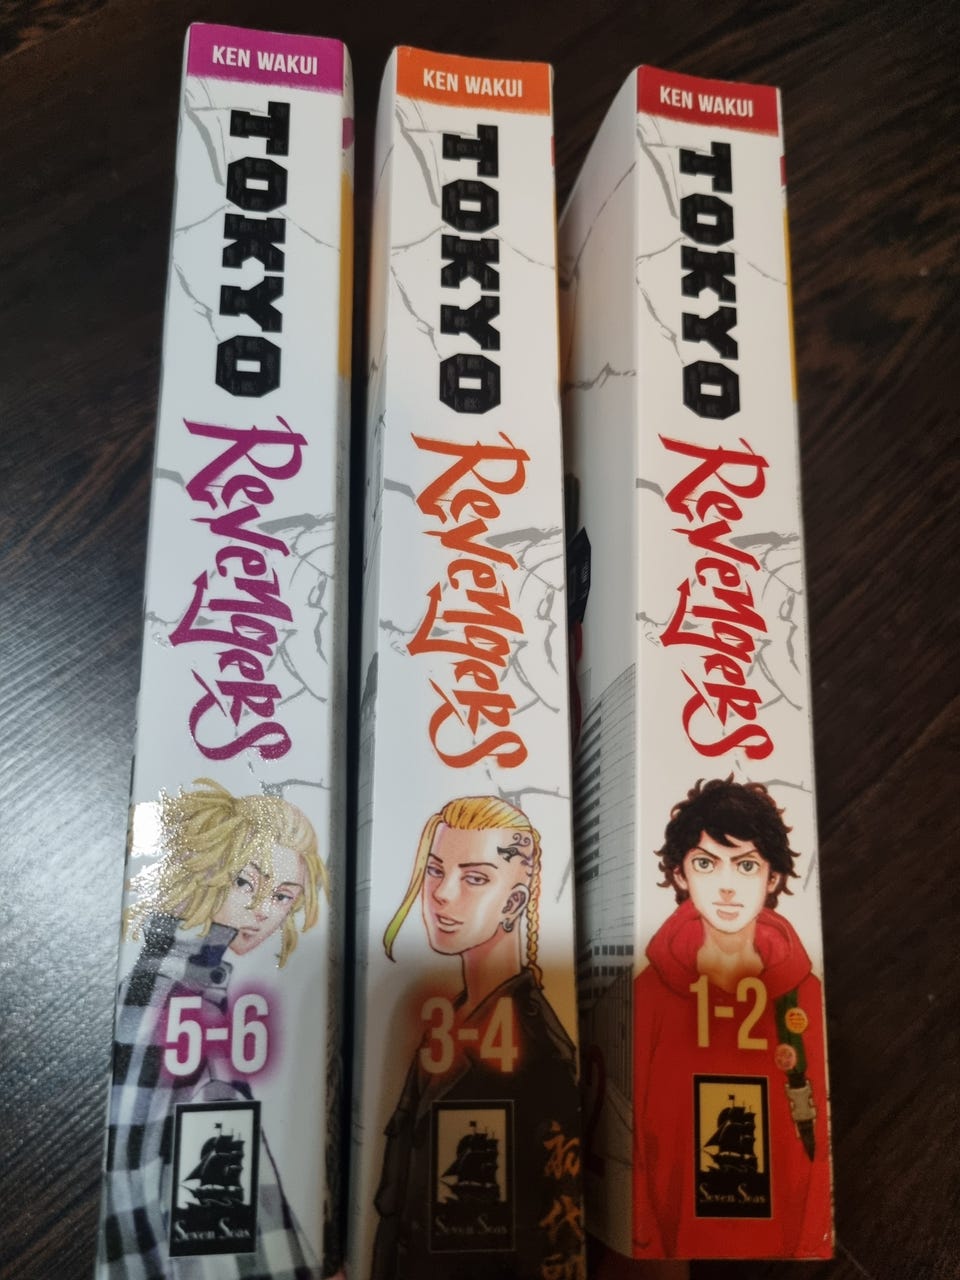 KEN WAKUI
TOKYO
Revengers
5-6
Seven Seas
KEN WAKUI
TOKYO
Revengers
3-4
Seven Seas
KEN WAKUI
TOKYO
Revengers
1-2
Seven Seas